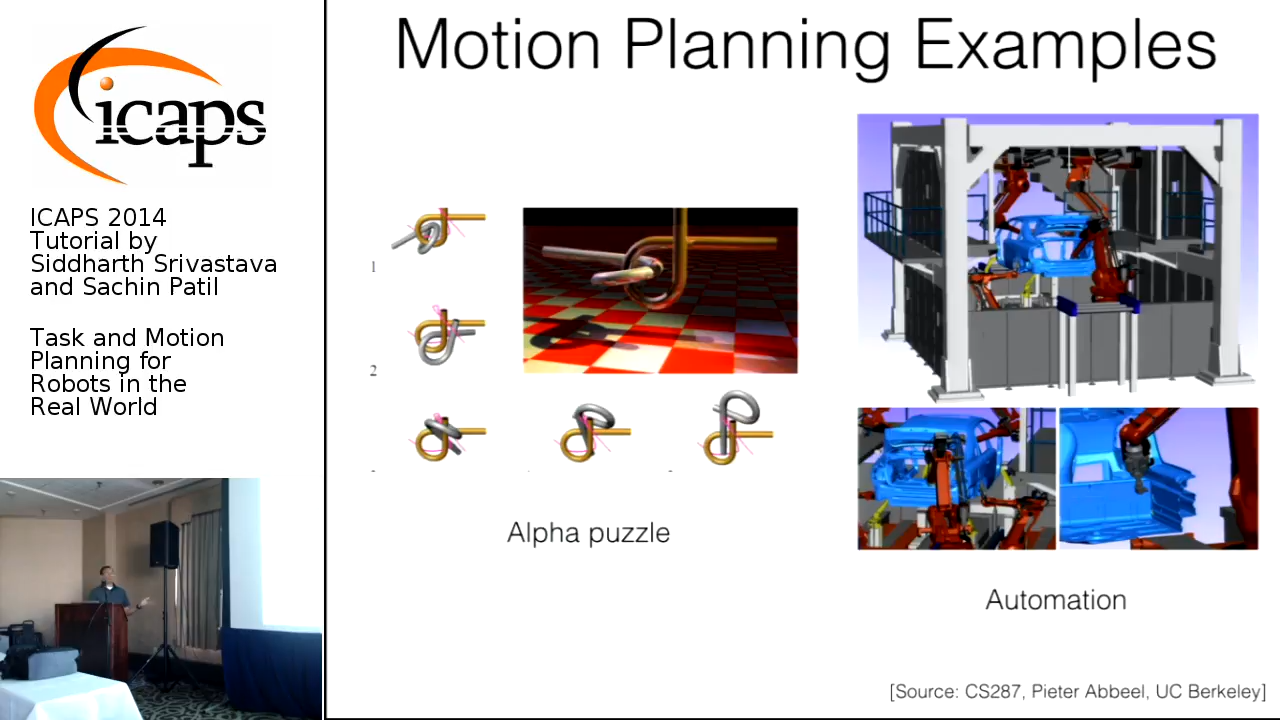 icaps
ICAPS 2014
Tutorial by
Siddharth Srivastava
and Sachin Patil
Task and Motion
Planning for
Robots in the
Real World
Motion Planning Examples
1
2
Alpha puzzle
Automation
[Source: CS287, Pieter Abbeel, UC Berkeley]